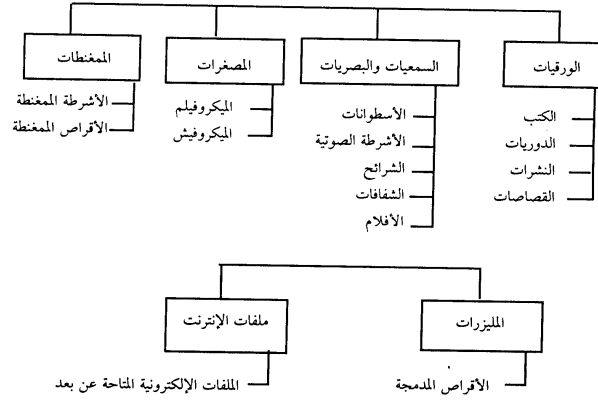 الورقيات
الكتب
الدوريات
النشرات
القصاصات
السمعيات والبصريات
الأسطوانات
الأشرطة الصوتية
الشرائح
الشفافات
الأفلام
المصغرات
الميكروفيلم
الميكروفيش
الممغنطات
الأشرطة الممغنطة
الأقراص الممغنطة
المليزرات
الأقراص المدمجة
ملفات الإنترنت
الملفات الإلكترونية المتاحة عن بعد